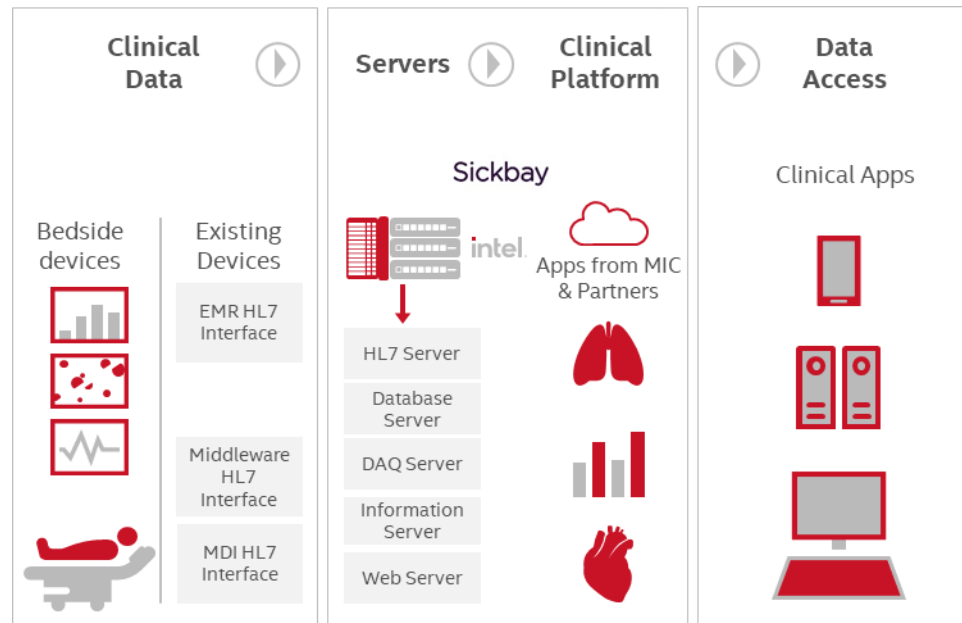 Clinical
Data
Servers
Clinical
Platform
Data
Access
Sickbay
Clinical Apps
Bedside
devices
Existing
Devices
EMR HL7
Interface
Middleware
HL7
Interface
MDI HL7
Interface
intel.
HL7 Server
Database
Server
DAQ Server
Information
Server
Web Server
Apps from MIC
& Partners